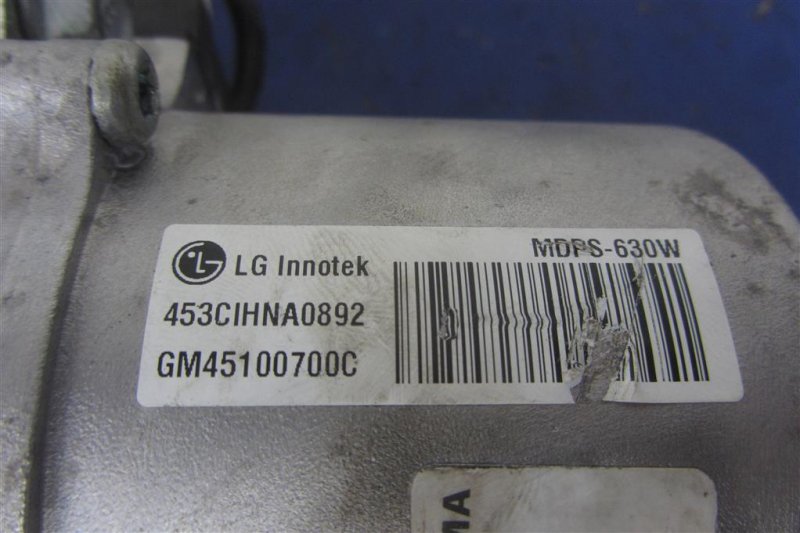 LG Innotek
MDPS-630W
453CIHNA0892
GM45100700C
MA